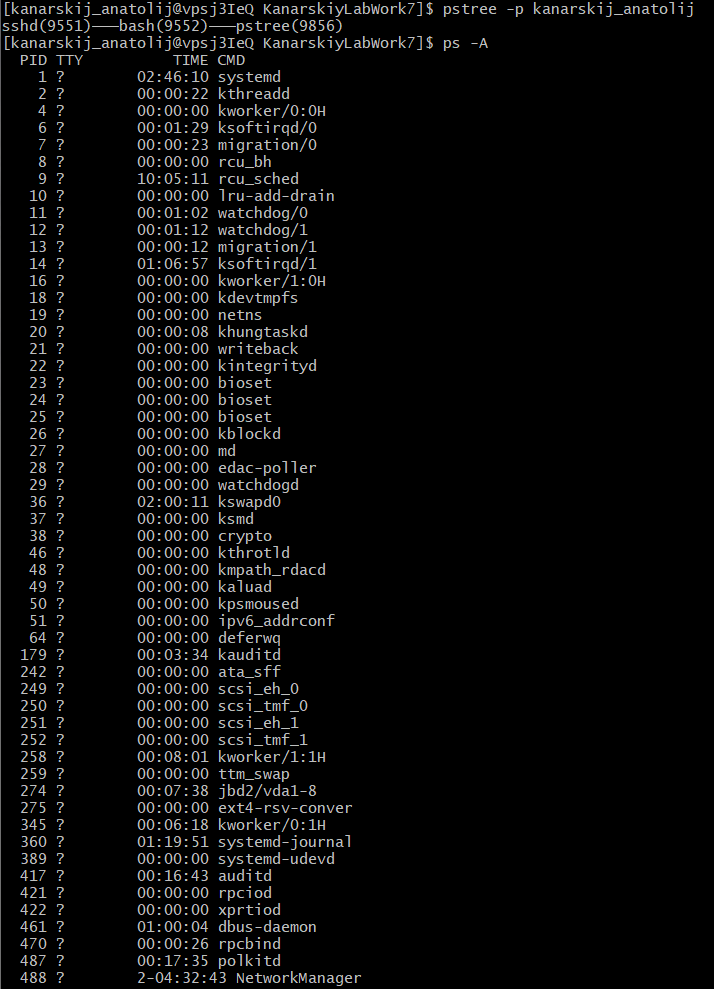 [kanarskij_anatolij@vpsj3IeQ KanarskiyLabWork7]$ pstree -p kanarskij_anatolij
sshd(9551)───bash(9552)───pstree(9856)
[kanarskij_anatolij@vpsj3IeQ KanarskiyLabWork7]$ ps -A
  PID TTY          TIME CMD
    1 ?        02:46:10 systemd
    2 ?        00:00:22 kthreadd
    4 ?        00:00:00 kworker/0:0H
    6 ?        00:01:29 ksoftirqd/0
    7 ?        00:00:23 migration/0
    8 ?        00:00:00 rcu_bh
    9 ?        10:05:11 rcu_sched
   10 ?        00:00:00 lru-add-drain
   11 ?        00:01:02 watchdog/0
   12 ?        00:01:12 watchdog/1
   13 ?        00:00:12 migration/1
   14 ?        01:06:57 ksoftirqd/1
   16 ?        00:00:00 kworker/1:0H
   18 ?        00:00:00 kdevtmpfs
   19 ?        00:00:00 netns
   20 ?        00:00:08 khungtaskd
   21 ?        00:00:00 writeback
   22 ?        00:00:00 kintegrityd
   23 ?        00:00:00 bioset
   24 ?        00:00:00 bioset
   25 ?        00:00:00 bioset
   26 ?        00:00:00 kblockd
   27 ?        00:00:00 md
   28 ?        00:00:00 edac-poller
   29 ?        00:00:00 watchdogd
   36 ?        02:00:11 kswapd0
   37 ?        00:00:00 ksmd
   38 ?        00:00:00 crypto
   46 ?        00:00:00 kthrotld
   48 ?        00:00:00 kmpath_rdacd
   49 ?        00:00:00 kaluad
   50 ?        00:00:00 kpsmoused
   51 ?        00:00:00 ipv6_addrconf
   64 ?        00:00:00 deferwq
  179 ?        00:03:34 kauditd
  242 ?        00:00:00 ata_sff
  249 ?        00:00:00 scsi_eh_0
  250 ?        00:00:00 scsi_tmf_0
  251 ?        00:00:00 scsi_eh_1
  252 ?        00:00:00 scsi_tmf_1
  258 ?        00:08:01 kworker/1:1H
  259 ?        00:00:00 ttm_swap
  274 ?        00:07:38 jbd2/vda1-8
  275 ?        00:00:00 ext4-rsv-conver
  345 ?        00:06:18 kworker/0:1H
  360 ?        01:19:51 systemd-journal
  389 ?        00:00:00 systemd-udevd
  417 ?        00:16:43 auditd
  421 ?        00:00:00 rpciod
  422 ?        00:00:00 xprtiod
  461 ?        01:00:04 dbus-daemon
  470 ?        00:00:26 rpcbind
  487 ?        00:17:35 polkitd
  488 ?        2-04:32:43 NetworkManager